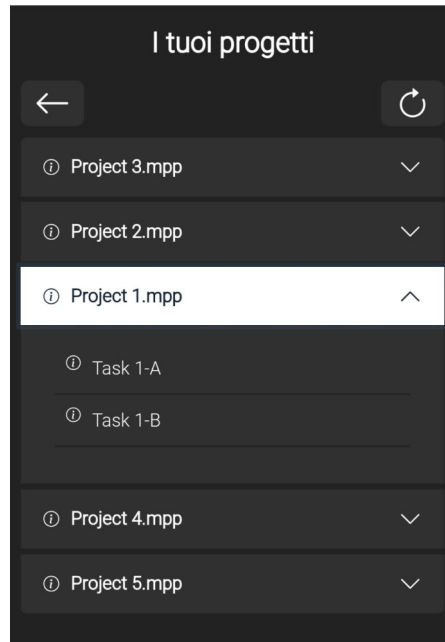 I tuoi progetti
Project 3.mpp
Project 2.mpp
Project 1.mpp
Task 1-A
Task 1-B
Project 4.mpp
Project 5.mpp